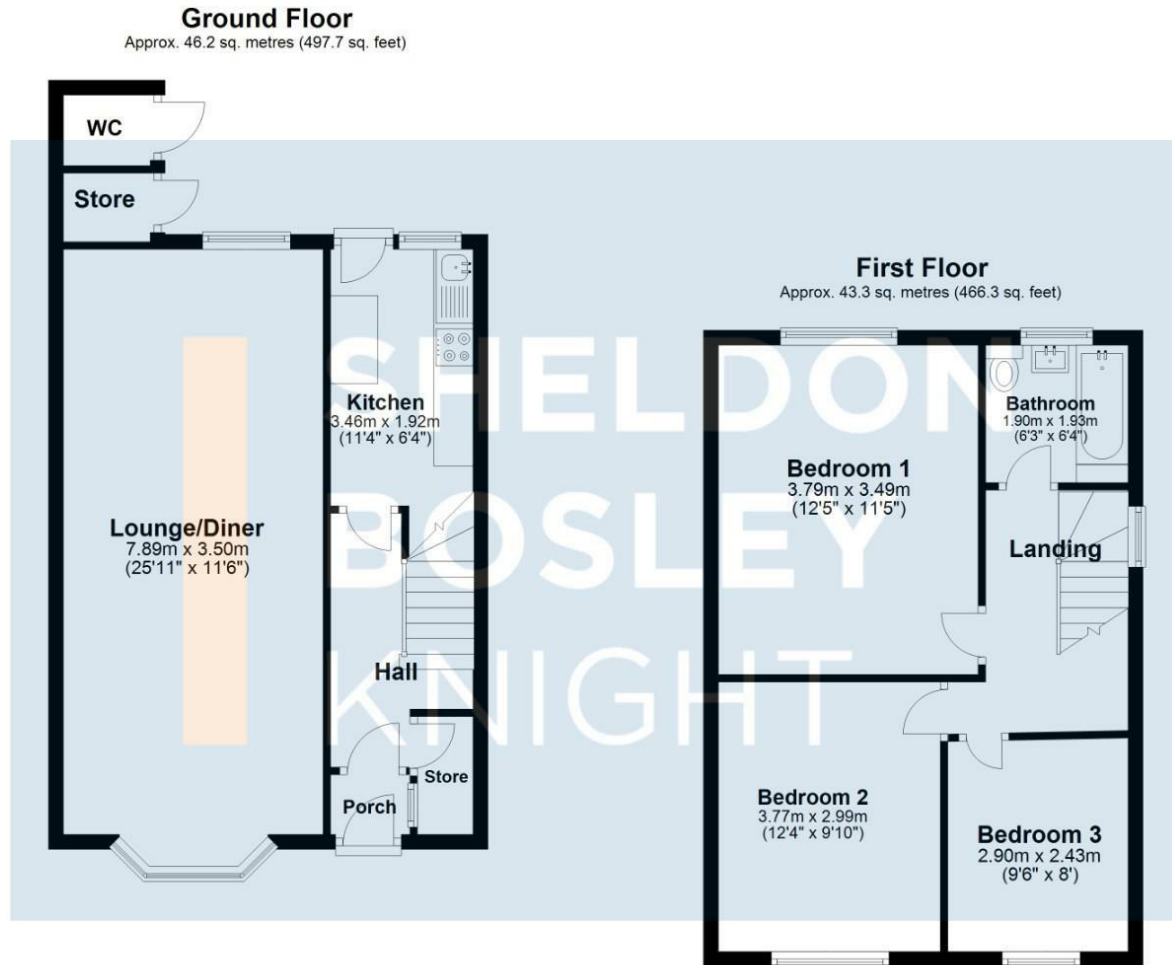 Ground Floor
Approx. 46.2 sq. metres (497.7 sq. feet)
WC
Store
Kitchen
3.46m x 1.92m
(11'4" x 6'4")
Lounge/Diner
7.89m x 3.50m
(25'11" x 11'6")
Hall
Store
Porch
First Floor
Approx. 43.3 sq. metres (466.3 sq. feet)
Bathroom
1.90m x 1.93m
(6'3" x 6'4")
Bedroom 1
3.79m x 3.49m
(12'5" x 11'5")
Landing
Bedroom 2
3.77m x 2.99m
(12'4" x 9'10")
Bedroom 3
2.90m x 2.43m
(9'6" x 8')
SHELDON
BOSLEY
KNIGHT